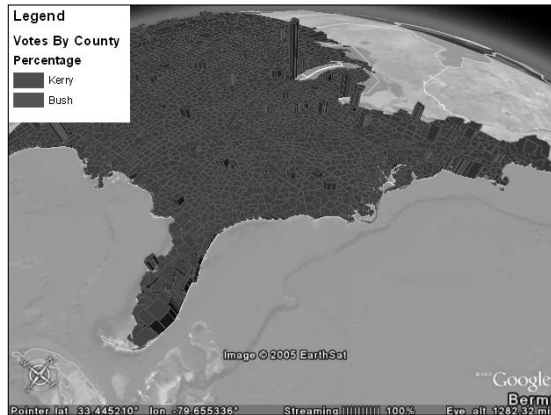 Legend
Votes By County
Percentage
Kerry
Bush
Image © 2005 EarthSat
© 2005 Google
Berm
Pointer lat 33.445210° lon -79.655336° Streaming |||||||||| 100% Eye alt 1282.32 mi